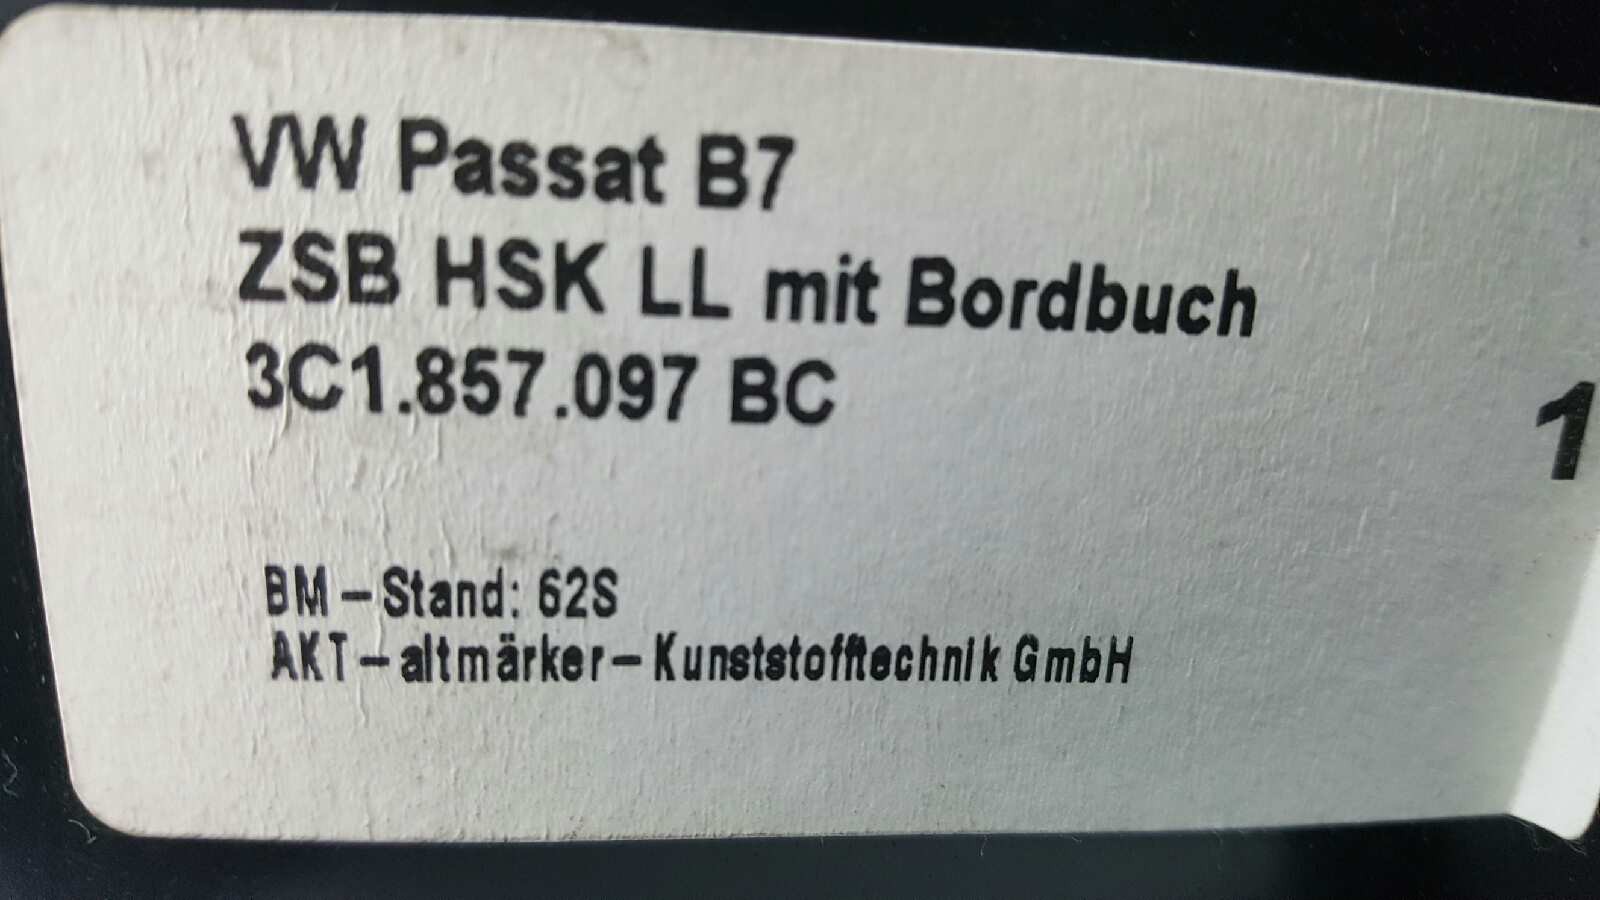 VW Passat B7
ZSB HSK LL mit Bordbuch
3C1.857.097 BC
1
BM-Stand: 62S
AKT-altmärker-Kunststofftechnik GmbH